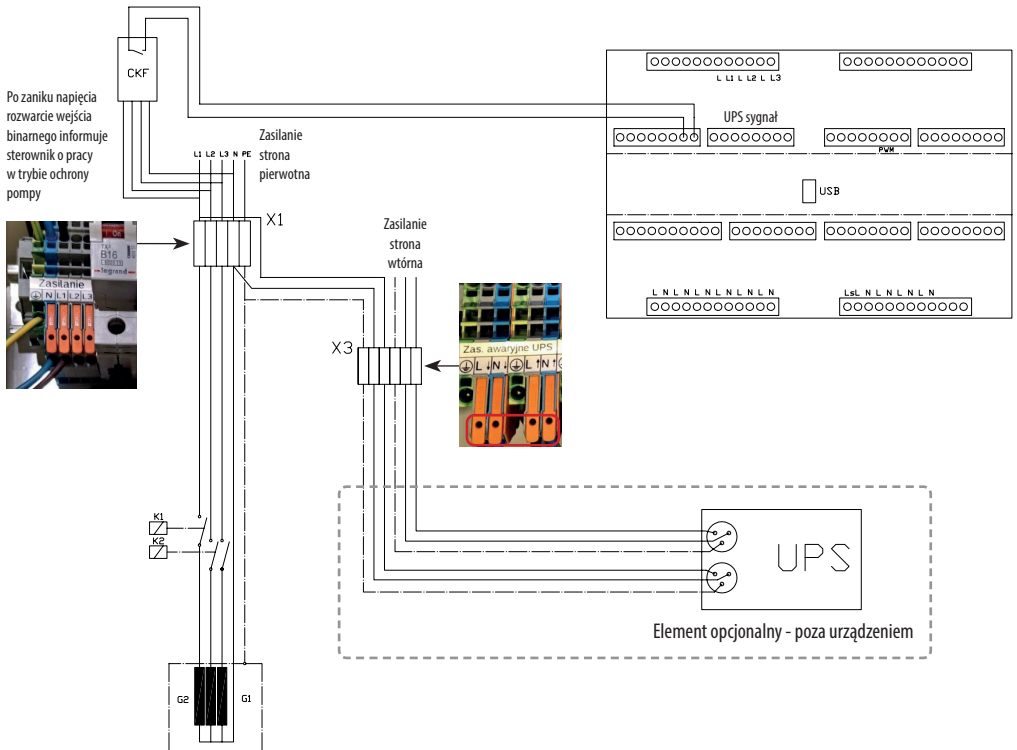 CKF
Po zaniku napięcia
rozwarcie wejścia
binarnego informuje
sterownik o pracy
w trybie ochrony
pompy
L1 L2 L3 N PE
Zasilanie
strona
pierwotna
X1
On
TX3
B16
legrand
Zasilanie
N L1 L2 L3
Zasilanie
strona
wtórna
X3
Zas. awaryjne UPS
L↓ N↓ L↑ N↑
L L1 L L2 L L3
UPS sygnał
PWM
USB
L N L N L N L N L N
LsL N L N L N L N
K1
K2
G2
G1
UPS
Element opcjonalny - poza urządzeniem